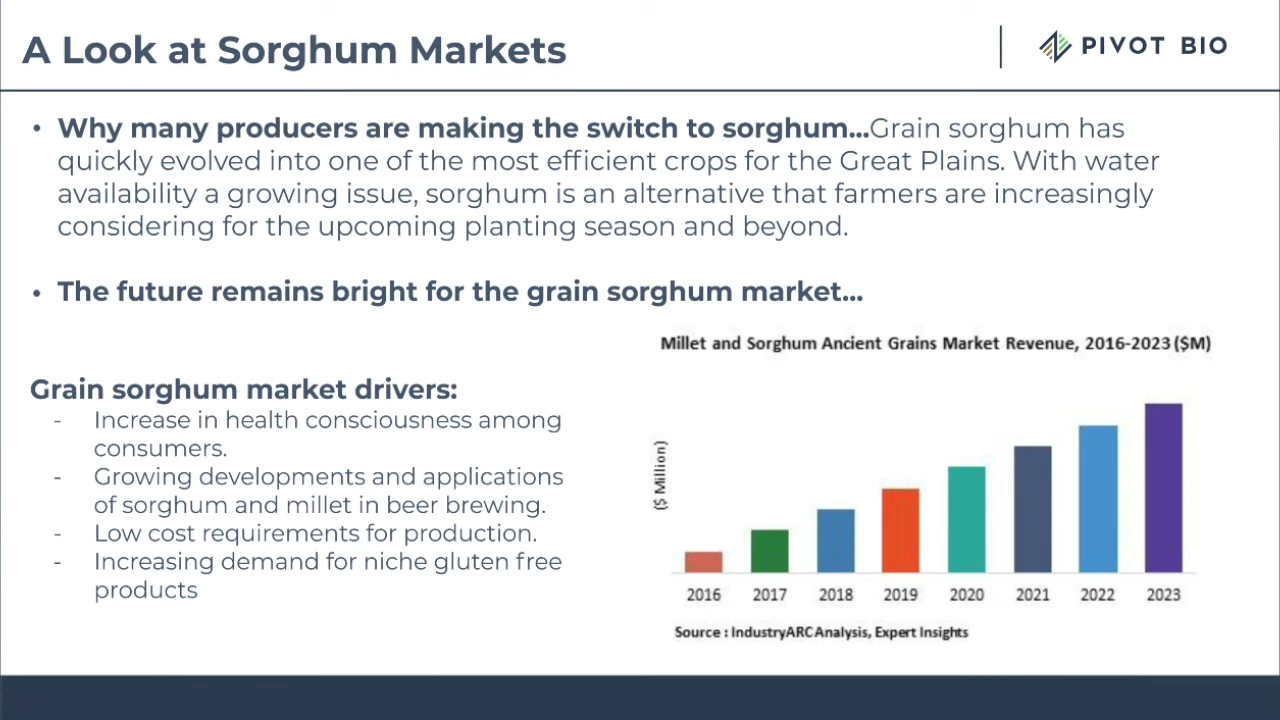 A Look at Sorghum Markets
PIVOT BIO
• Why many producers are making the switch to sorghum...Grain sorghum has
quickly evolved into one of the most efficient crops for the Great Plains. With water
availability a growing issue, sorghum is an alternative that farmers are increasingly
considering for the upcoming planting season and beyond.
• The future remains bright for the grain sorghum market...
Grain sorghum market drivers:
- Increase in health consciousness among
consumers.
- Growing developments and applications
of sorghum and millet in beer brewing.
- Low cost requirements for production.
- Increasing demand for niche gluten free
products
Millet and Sorghum Ancient Grains Market Revenue, 2016-2023 ($M)
($ Million)
2016 2017 2018 2019 2020 2021 2022 2023
Source : IndustryARC Analysis, Expert Insights